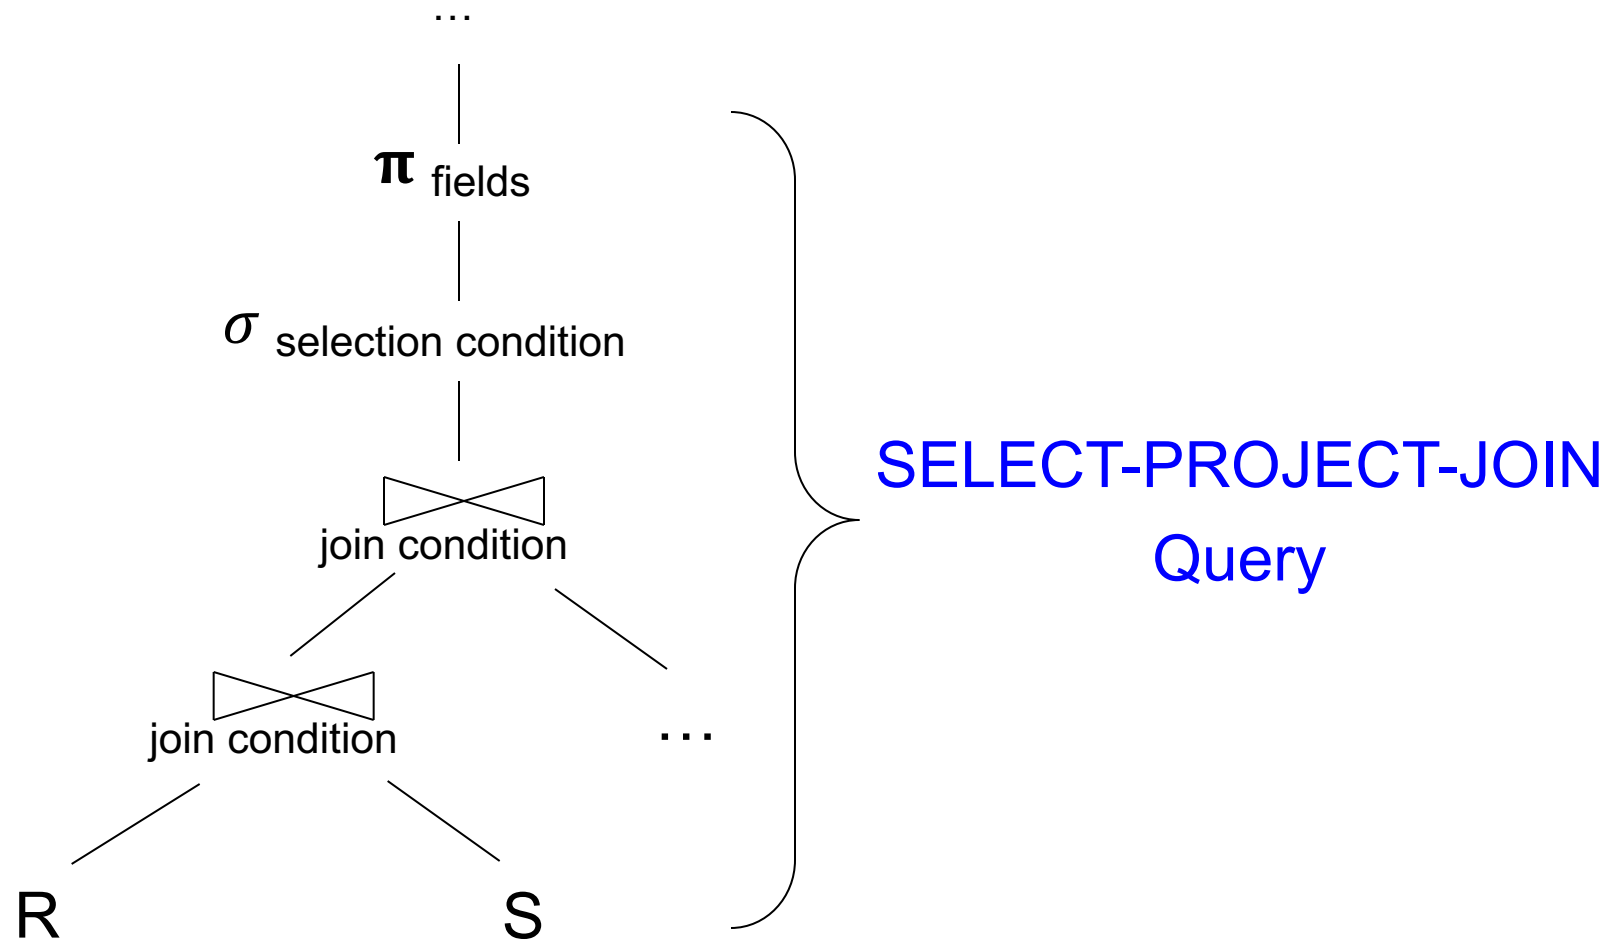 …
π fields
σ selection condition
SELECT-PROJECT-JOIN
Query
join condition
join condition
…
R
S